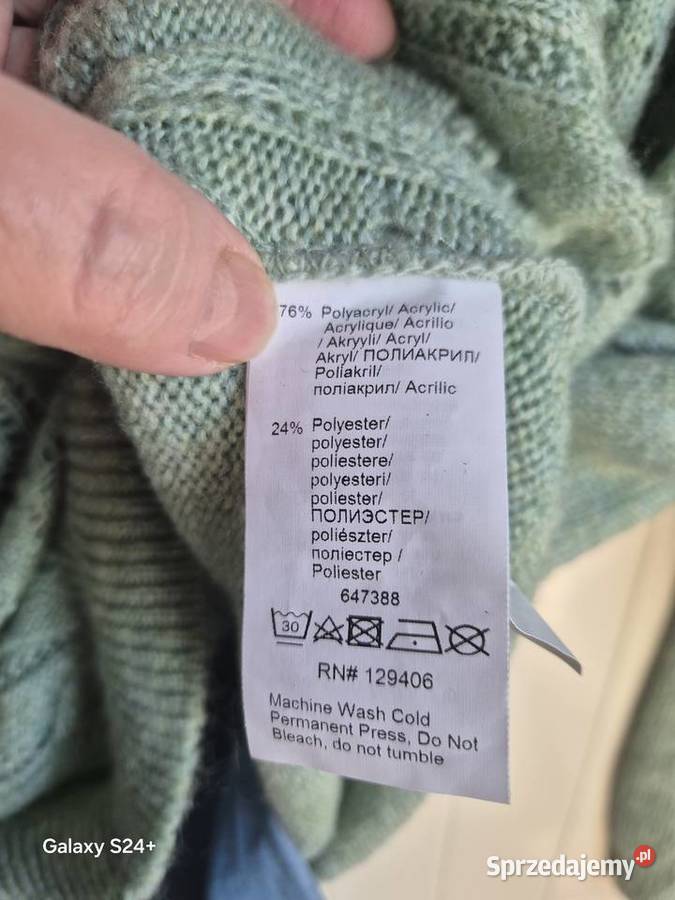 76% Polyacryl/ Acrylic/
Acrylique/ Acrilio
/ Akryyli/ Acryl/
Akryl/ ПОЛИАКРИЛ/
Poliakril/
поліакрил/ Acrilic
24% Polyester/
polyester/
poliestere/
polyesteri/
poliester/
ПОЛИЭСТЕР/
poliészter/
поліестер /
Poliester
647388
30
RN# 129406
Machine Wash Cold
Permanent Press, Do Not
Bleach, do not tumble
Galaxy S24+
Sprzedajemy.pl